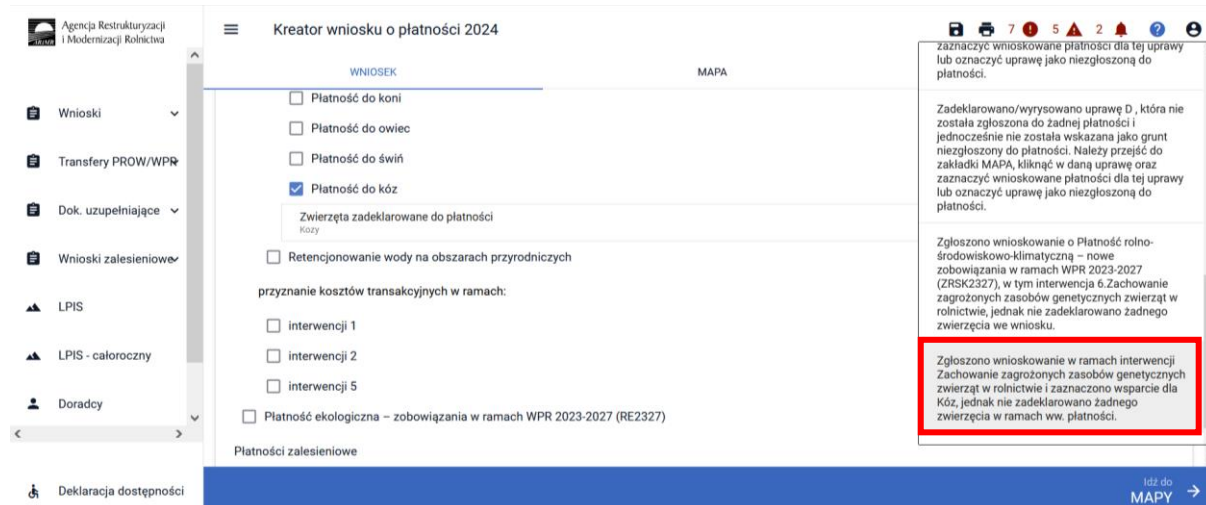 Agencja Restrukturyzacji
i Modernizacji Rolnictwa
ARiMR
Kreator wniosku o płatności 2024
7 5 2
WNIOSEK
MAPA
Wnioski
Transfery PROW/WPR
Dok. uzupełniające
Wnioski zalesieniowe
LPIS
LPIS - całoroczny
Doradcy
Deklaracja dostępności
Płatność do koni
Płatność do owiec
Płatność do świń
Płatność do kóz
Zwierzęta zadeklarowane do płatności
Kozy
Retencjonowanie wody na obszarach przyrodniczych
przyznanie kosztów transakcyjnych w ramach:
interwencji 1
interwencji 2
interwencji 5
Płatność ekologiczna – zobowiązania w ramach WPR 2023-2027 (RE2327)
Płatności zalesieniowe
zaznaczyć wnioskowane płatności dla tej uprawy
lub oznaczyć uprawę jako niezgłoszoną do
płatności.
Zadeklarowano/wyrysowano uprawę D , która nie
została zgłoszona do żadnej płatności i
jednocześnie nie została wskazana jako grunt
niezgłoszony do płatności. Należy przejść do
zakładki MAPA, kliknąć w daną uprawę oraz
zaznaczyć wnioskowane płatności dla tej uprawy
lub oznaczyć uprawę jako niezgłoszoną do
płatności.
Zgłoszono wnioskowanie o Płatność rolno-
środowiskowo-klimatyczną – nowe
zobowiązania w ramach WPR 2023-2027
(ZRSK2327), w tym interwencja 6.Zachowanie
zagrożonych zasobów genetycznych zwierząt w
rolnictwie, jednak nie zadeklarowano żadnego
zwierzęcia we wniosku.
Zgłoszono wnioskowanie w ramach interwencji
Zachowanie zagrożonych zasobów genetycznych
zwierząt w rolnictwie i zaznaczono wsparcie dla
Kóz, jednak nie zadeklarowano żadnego
zwierzęcia w ramach ww. płatności.
Idź do
MAPY